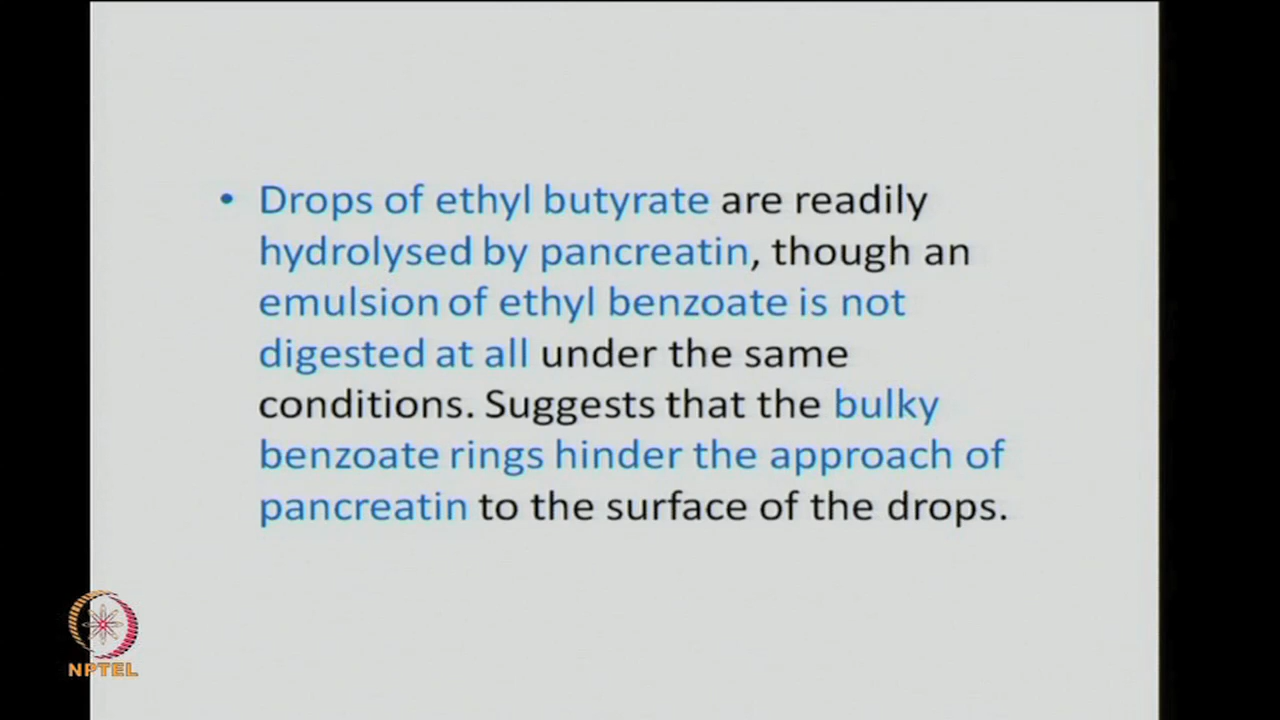 • Drops of ethyl butyrate are readily
hydrolysed by pancreatin, though an
emulsion of ethyl benzoate is not
digested at all under the same
conditions. Suggests that the bulky
benzoate rings hinder the approach of
pancreatin to the surface of the drops.
NPTEL